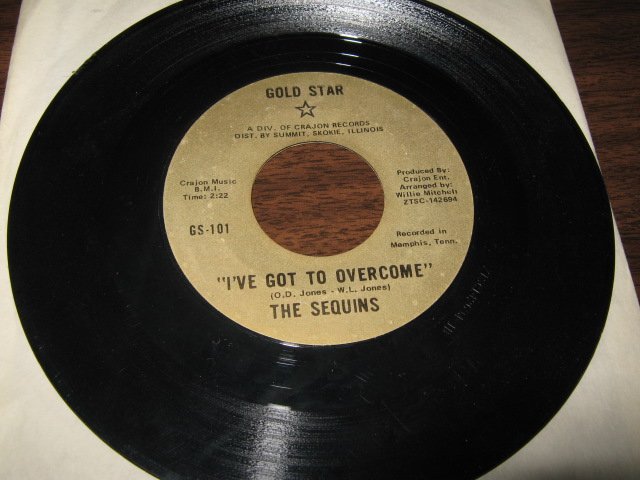 GOLD STAR
A DIV. OF CRAJON RECORDS
DIST. BY SUMMIT, SKOKIE, ILLINOIS
Crajon Music
B.M.I.
Time: 2:22
GS-101
Produced By:
Crajon Ent.
Arranged by:
Willie Mitchell
ZTSC-142694
Recorded in
Memphis, Tenn.
"I'VE GOT TO OVERCOME"
(O.D. Jones - W.L. Jones)
THE SEQUINS